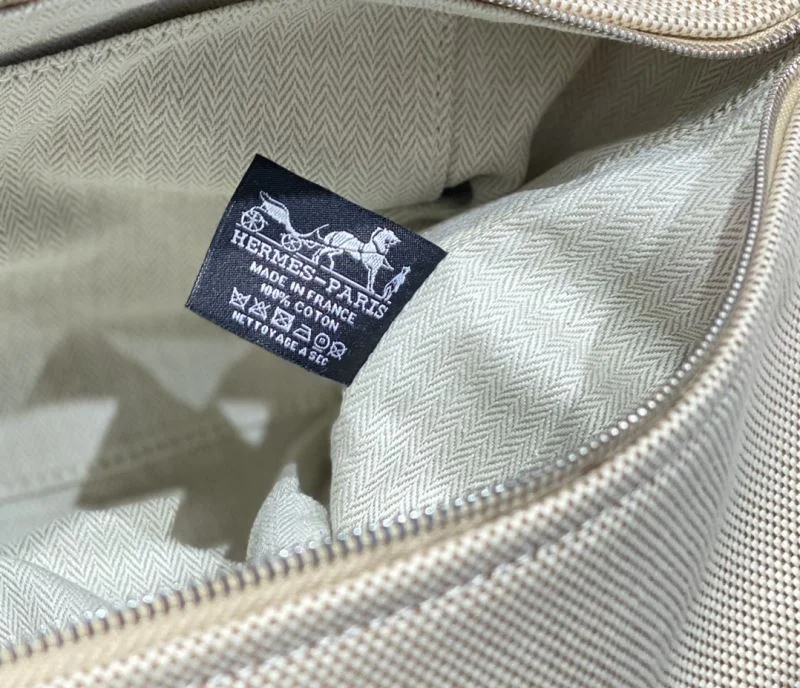 HERMES-PARIS
MADE IN FRANCE
100% COTON
NETTOYAGE A SEC